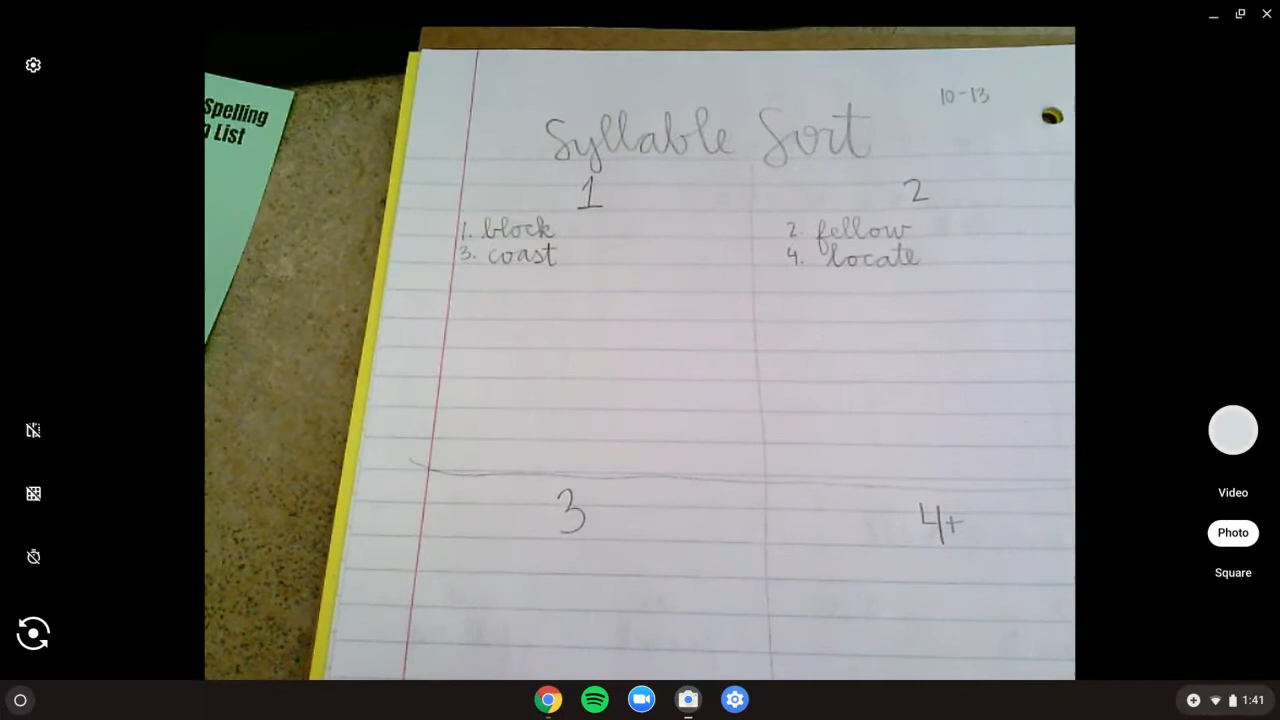 Spelling
List
10-13
Syllable Sort
1
2
1. block
2. fellow
3. coast
4. locate
3
4+
Video
Photo
Square
1:41